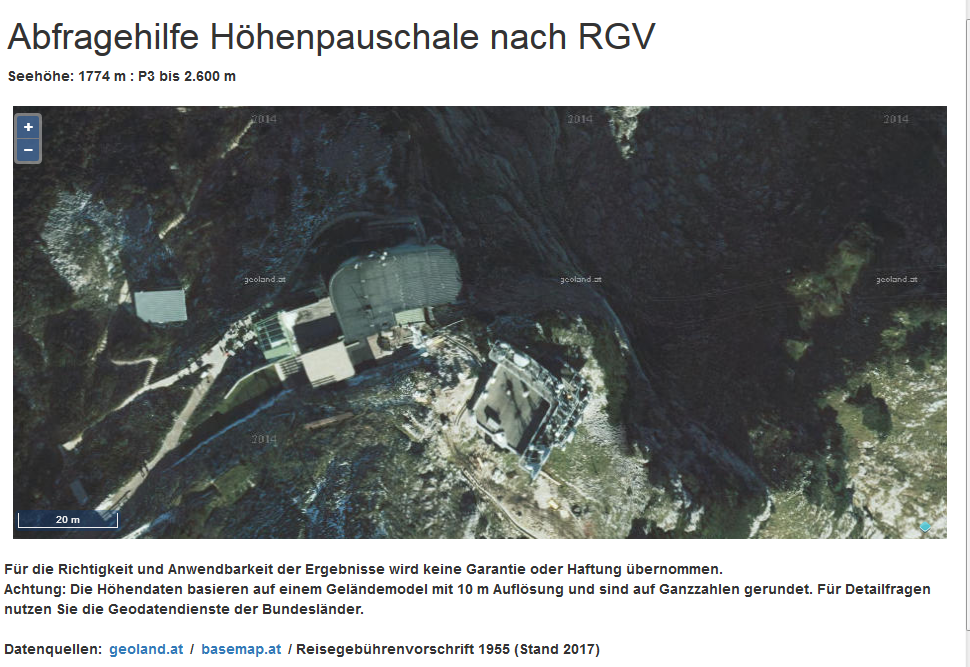 Abfragehilfe Höhenpauschale nach RGV
Seehöhe: 1774 m : P3 bis 2.600 m
+
2014 2014 2014
−
geoland.at geoland.at geoland.at
2014
20 m
Für die Richtigkeit und Anwendbarkeit der Ergebnisse wird keine Garantie oder Haftung übernommen.
Achtung: Die Höhendaten basieren auf einem Geländemodel mit 10 m Auflösung und sind auf Ganzzahlen gerundet. Für Detailfragen
nutzen Sie die Geodatendienste der Bundesländer.
Datenquellen: geoland.at / basemap.at / Reisegebührenvorschrift 1955 (Stand 2017)